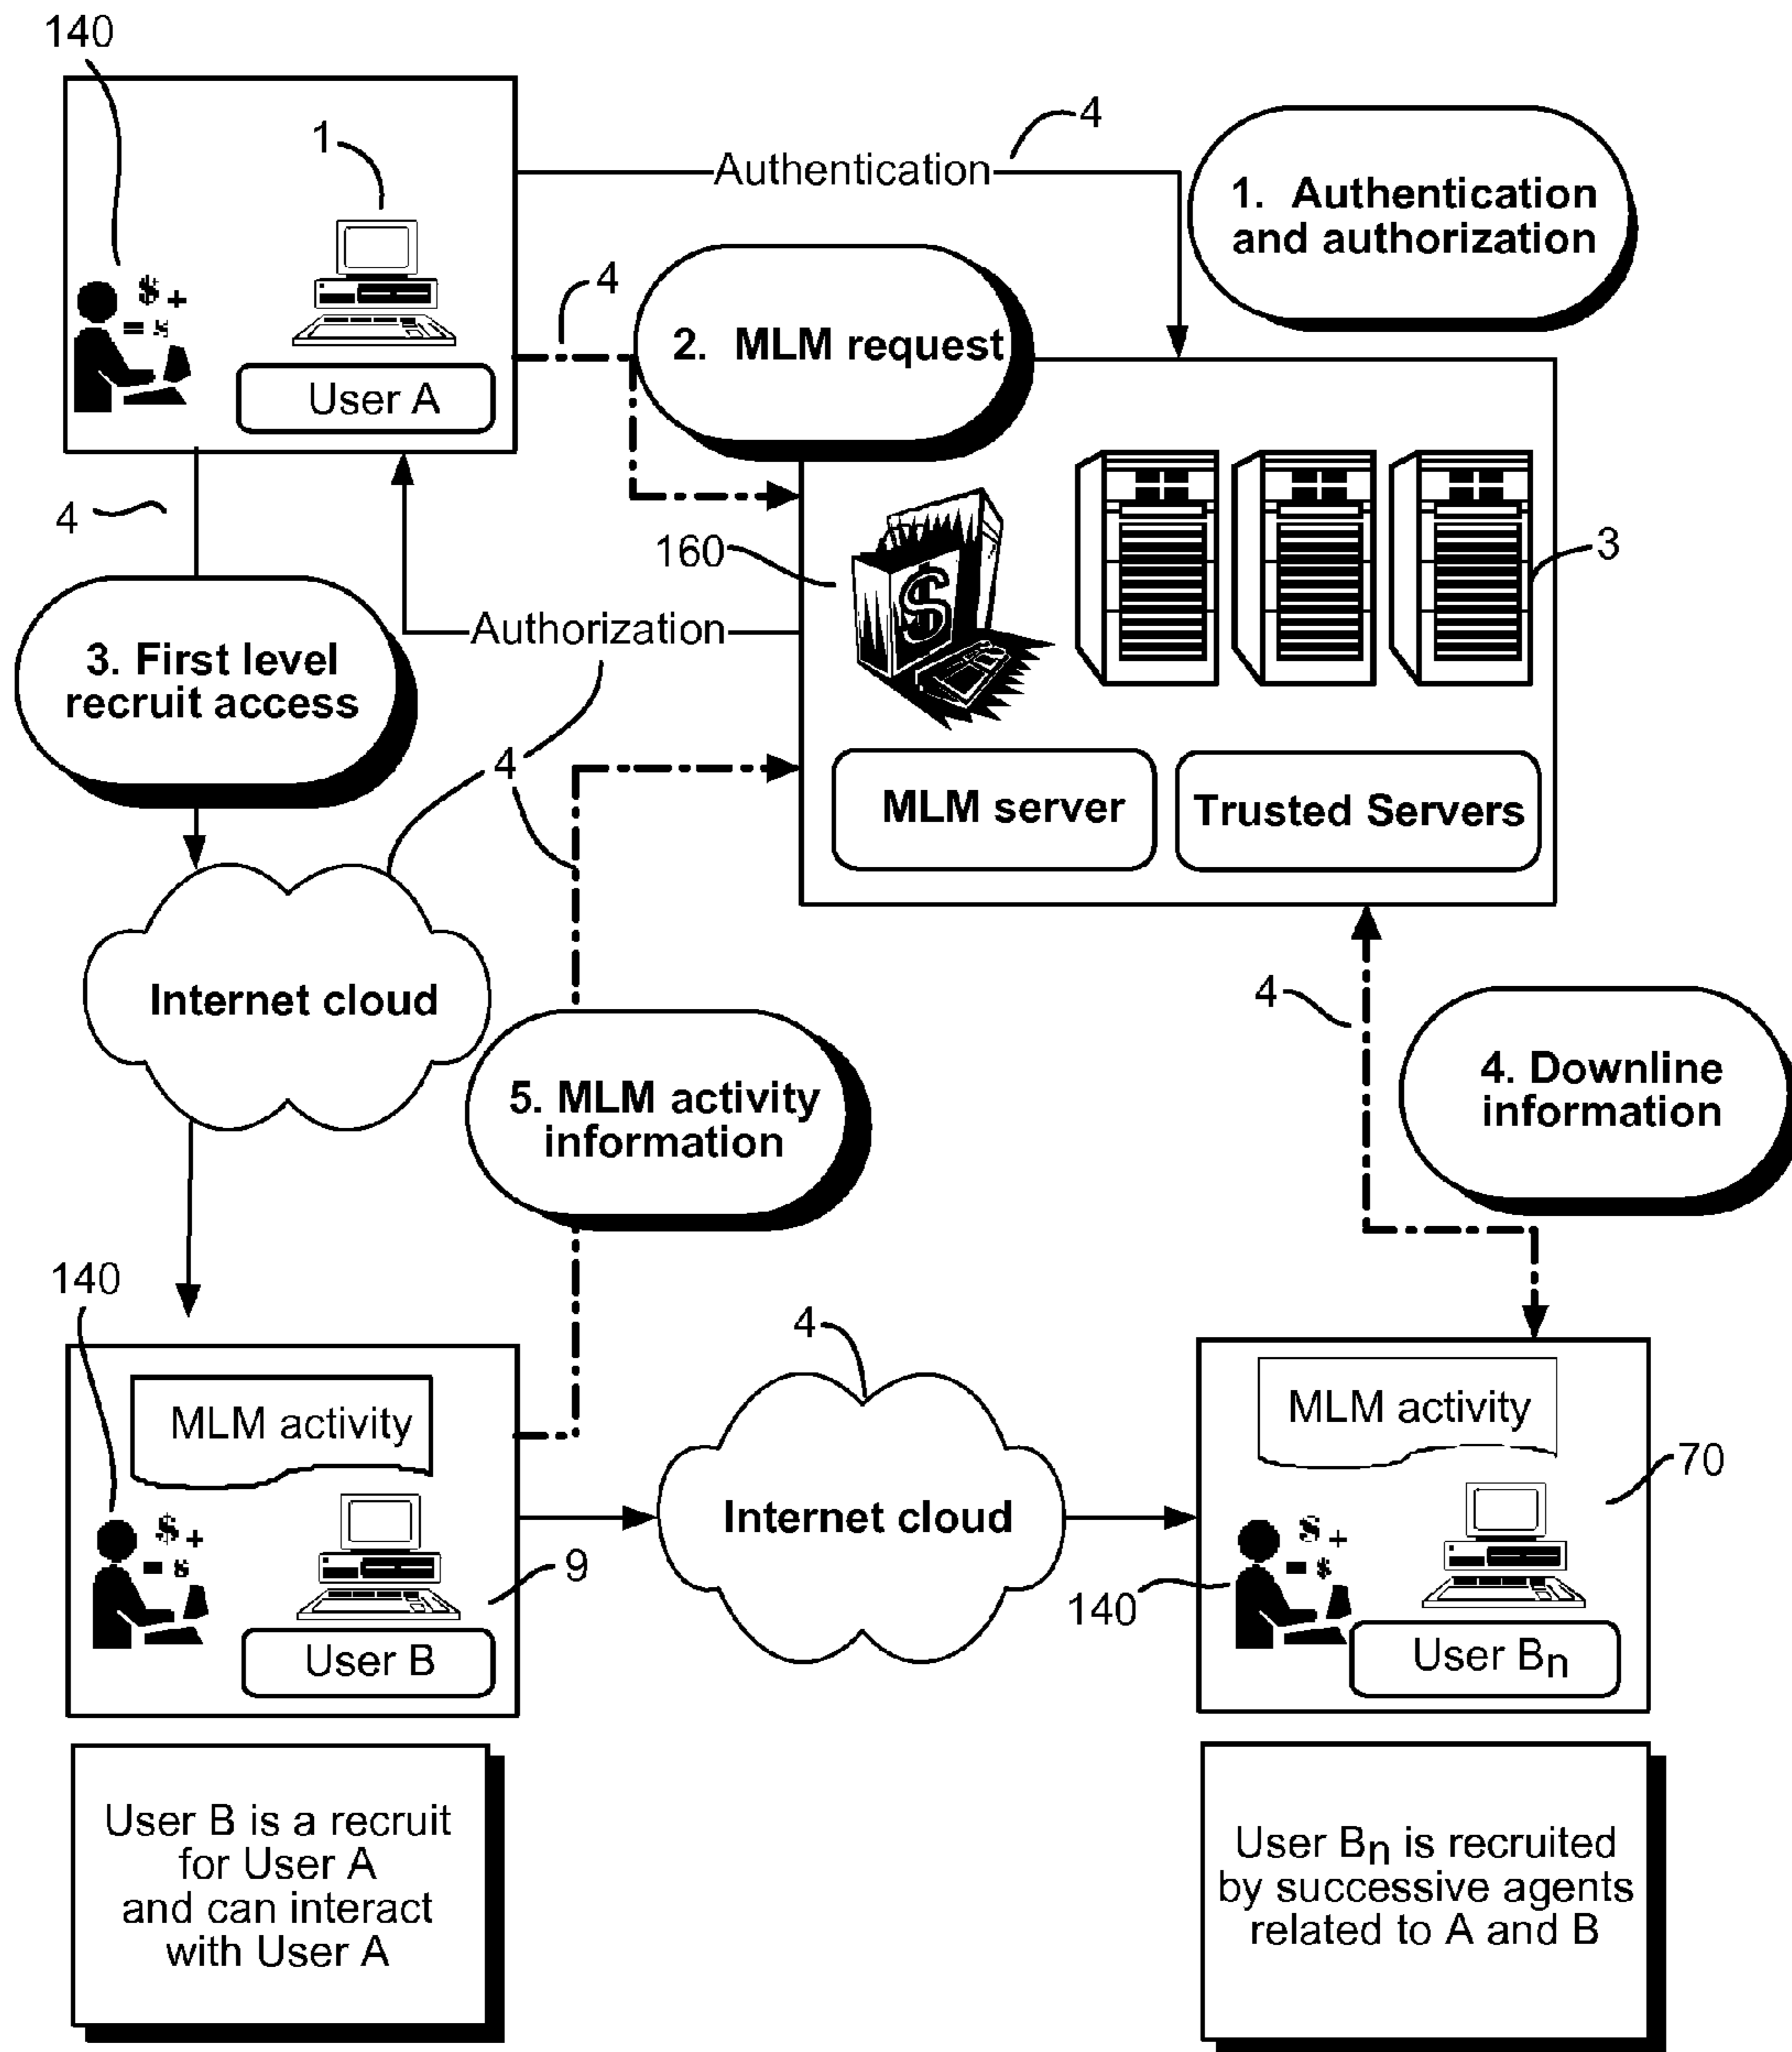 140
1
4
Authentication
1. Authentication
and authorization
4
2. MLM request
User A
4
160
3
Authorization
3. First level
recruit access
4
MLM server
Trusted Servers
Internet cloud
4
5. MLM activity
information
4. Downline
information
140
4
MLM activity
MLM activity
70
Internet cloud
9
140
User B
User Bn
User B is a recruit
for User A
and can interact
with User A
User Bn is recruited
by successive agents
related to A and B